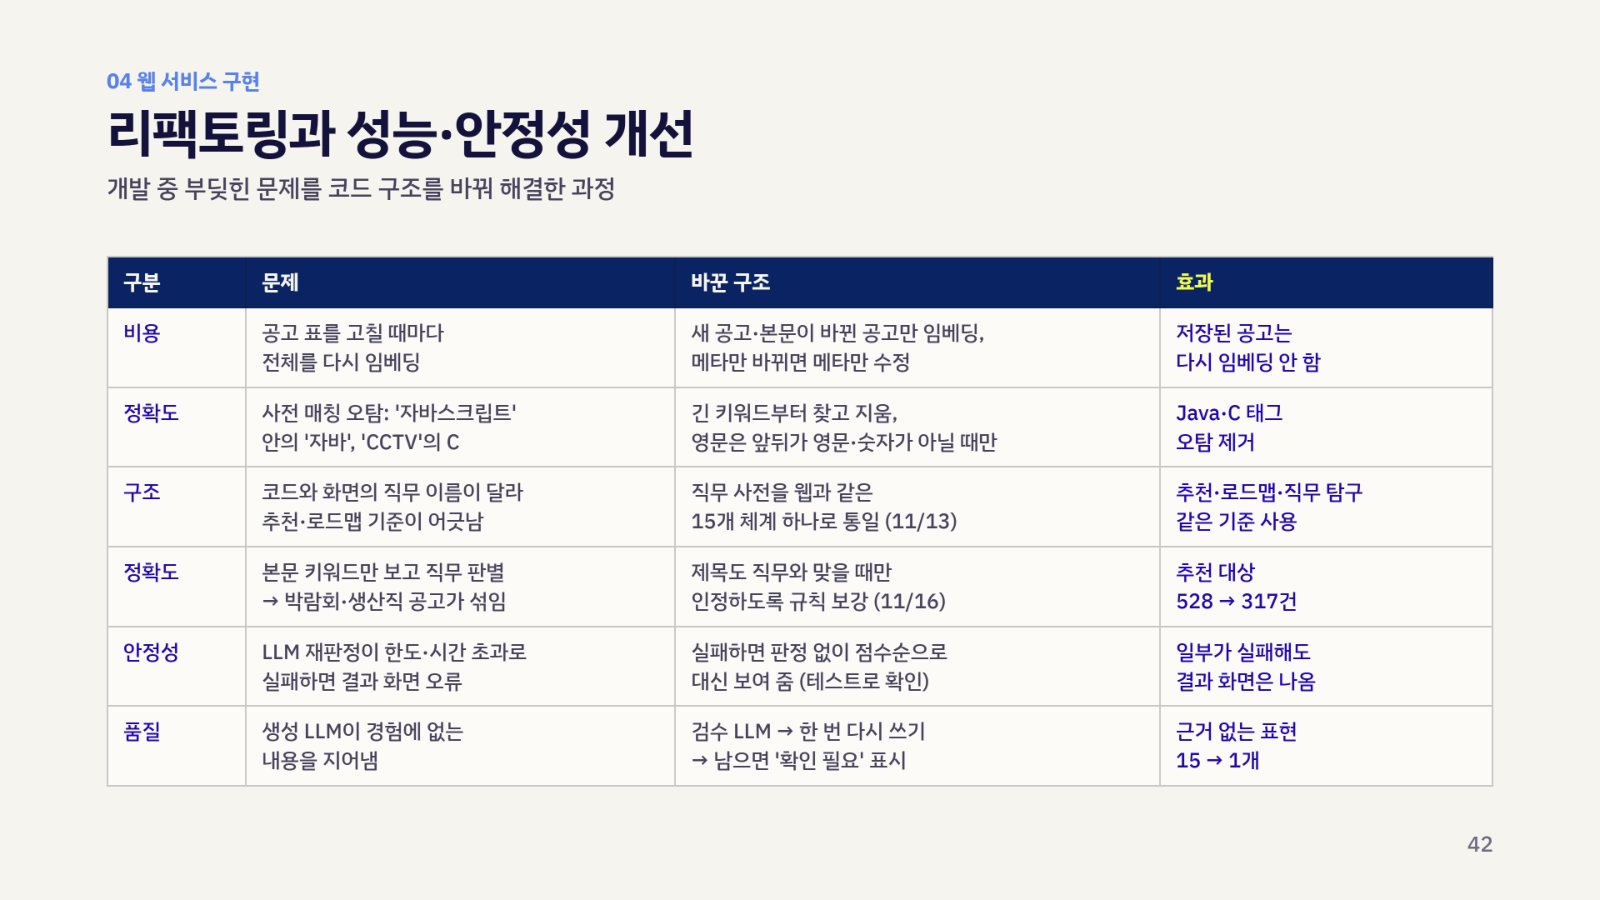 04 웹 서비스 구현
리팩토링과 성능·안정성 개선
개발 중 부딪힌 문제를 코드 구조를 바꿔 해결한 과정
구분 문제 바꾼 구조 효과
비용
공고 표를 고칠 때마다
전체를 다시 임베딩
새 공고·본문이 바뀐 공고만 임베딩,
메타만 바뀌면 메타만 수정
저장된 공고는
다시 임베딩 안 함
정확도
사전 매칭 오탐: '자바스크립트'
안의 '자바', 'CCTV'의 C
긴 키워드부터 찾고 지움,
영문은 앞뒤가 영문·숫자가 아닐 때만
Java·C 태그
오탐 제거
구조
코드와 화면의 직무 이름이 달라
추천·로드맵 기준이 어긋남
직무 사전을 웹과 같은
15개 체계 하나로 통일 (11/13)
추천·로드맵·직무 탐구
같은 기준 사용
정확도
본문 키워드만 보고 직무 판별
→ 박람회·생산직 공고가 섞임
제목도 직무와 맞을 때만
인정하도록 규칙 보강 (11/16)
추천 대상
528 → 317건
안정성
LLM 재판정이 한도·시간 초과로
실패하면 결과 화면 오류
실패하면 판정 없이 점수순으로
대신 보여 줌 (테스트로 확인)
일부가 실패해도
결과 화면은 나옴
품질
생성 LLM이 경험에 없는
내용을 지어냄
검수 LLM → 한 번 다시 쓰기
→ 남으면 '확인 필요' 표시
근거 없는 표현
15 → 1개
42